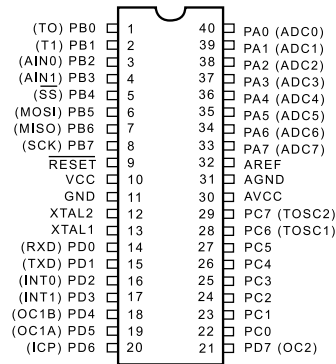 (TO) PB0 1 40 PA0 (ADC0)
(T1) PB1 2 39 PA1 (ADC1)
(AIN0) PB2 3 38 PA2 (ADC2)
(AIN1) PB3 4 37 PA3 (ADC3)
(SS) PB4 5 36 PA4 (ADC4)
(MOSI) PB5 6 35 PA5 (ADC5)
(MISO) PB6 7 34 PA6 (ADC6)
(SCK) PB7 8 33 PA7 (ADC7)
RESET 9 32 AREF
VCC 10 31 AGND
GND 11 30 AVCC
XTAL2 12 29 PC7 (TOSC2)
XTAL1 13 28 PC6 (TOSC1)
(RXD) PD0 14 27 PC5
(TXD) PD1 15 26 PC4
(INT0) PD2 16 25 PC3
(INT1) PD3 17 24 PC2
(OC1B) PD4 18 23 PC1
(OC1A) PD5 19 22 PC0
(ICP) PD6 20 21 PD7 (OC2)